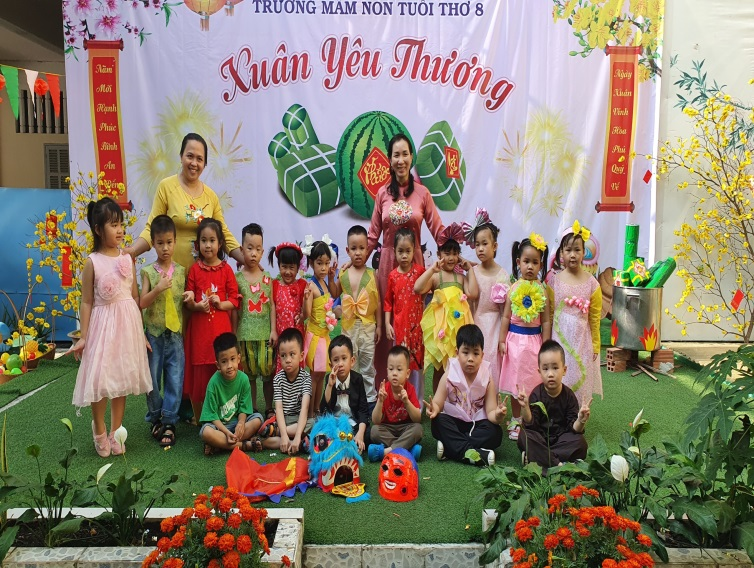 TRƯỜNG MẦM NON TUỔI THƠ 8
Xuân Yêu Thương
Năm
Mới
Hạnh
Phúc
Bình
An
Ngày
Xuân
Vinh
Hoa
Phú
Quý
Về